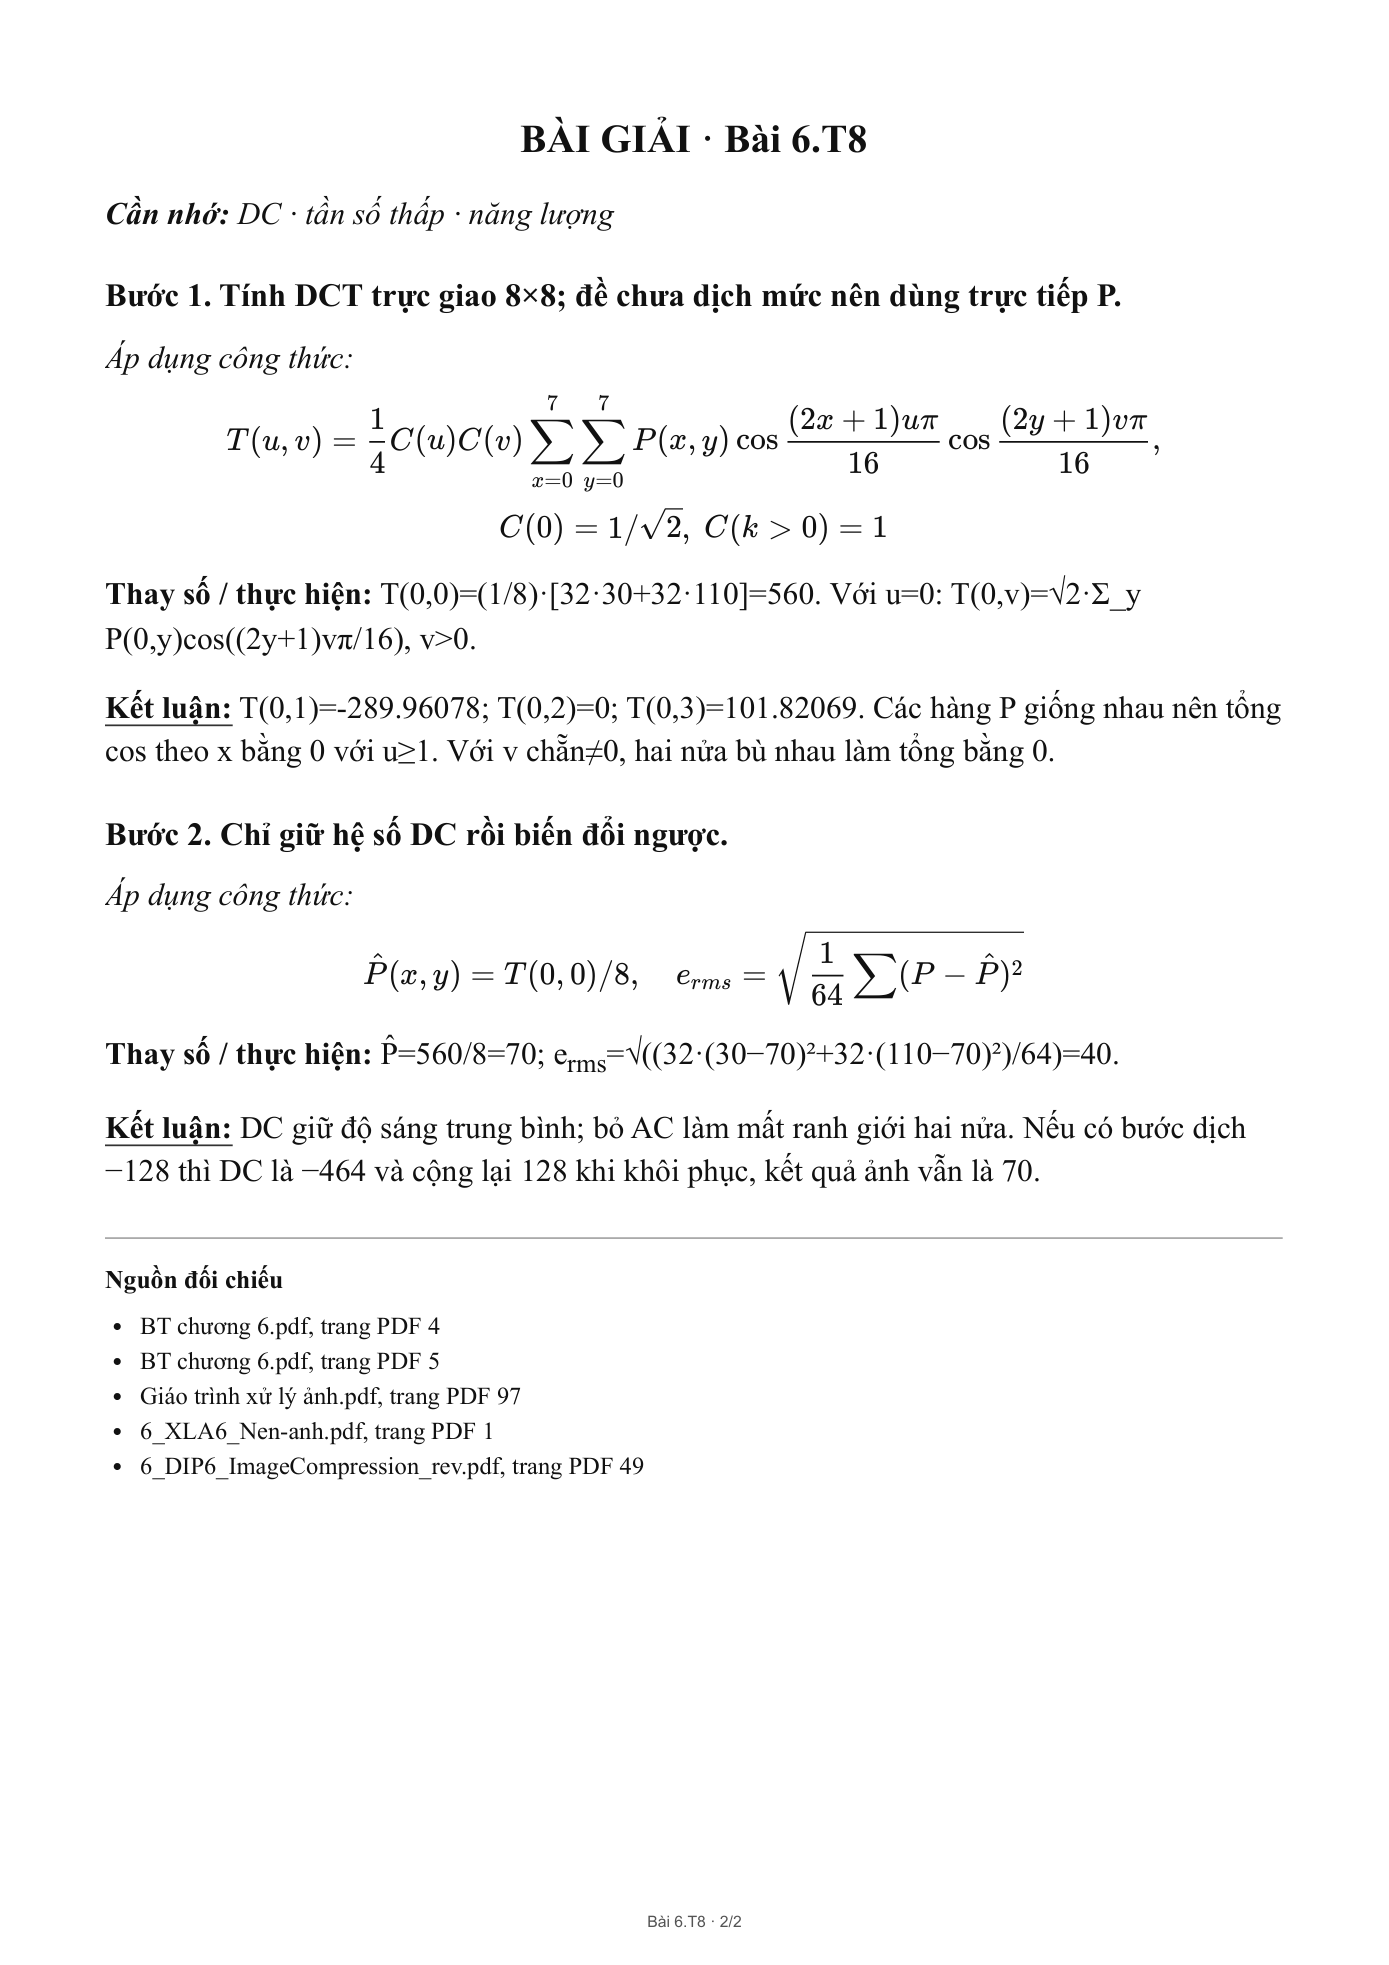 BÀI GIẢI · Bài 6.T8
Cần nhớ: DC · tần số thấp · năng lượng
Bước 1. Tính DCT trực giao 8×8; đề chưa dịch mức nên dùng trực tiếp P.
Áp dụng công thức:
T(u, v) = \frac{1}{4} C(u)C(v) \sum_{x=0}^{7} \sum_{y=0}^{7} P(x, y) cos \frac{(2x + 1)uπ}{16} cos \frac{(2y + 1)vπ}{16},
C(0) = 1/√2, C(k > 0) = 1
Thay số / thực hiện: T(0,0)=(1/8)·[32·30+32·110]=560. Với u=0: T(0,v)=√2·Σ_y
P(0,y)cos((2y+1)vπ/16), v>0.
Kết luận: T(0,1)=-289.96078; T(0,2)=0; T(0,3)=101.82069. Các hàng P giống nhau nên tổng
cos theo x bằng 0 với u≥1. Với v chẵn≠0, hai nửa bù nhau làm tổng bằng 0.
Bước 2. Chỉ giữ hệ số DC rồi biến đổi ngược.
Áp dụng công thức:
P̂(x, y) = T(0, 0)/8, e_{rms} = \sqrt{\frac{1}{64} \sum (P − P̂)²}
Thay số / thực hiện: P̂=560/8=70; e_{rms}=√((32·(30−70)²+32·(110−70)²)/64)=40.
Kết luận: DC giữ độ sáng trung bình; bỏ AC làm mất ranh giới hai nửa. Nếu có bước dịch
−128 thì DC là −464 và cộng lại 128 khi khôi phục, kết quả ảnh vẫn là 70.
Nguồn đối chiếu
• BT chương 6.pdf, trang PDF 4
• BT chương 6.pdf, trang PDF 5
• Giáo trình xử lý ảnh.pdf, trang PDF 97
• 6_XLA6_Nen-anh.pdf, trang PDF 1
• 6_DIP6_ImageCompression_rev.pdf, trang PDF 49
Bài 6.T8 · 2/2